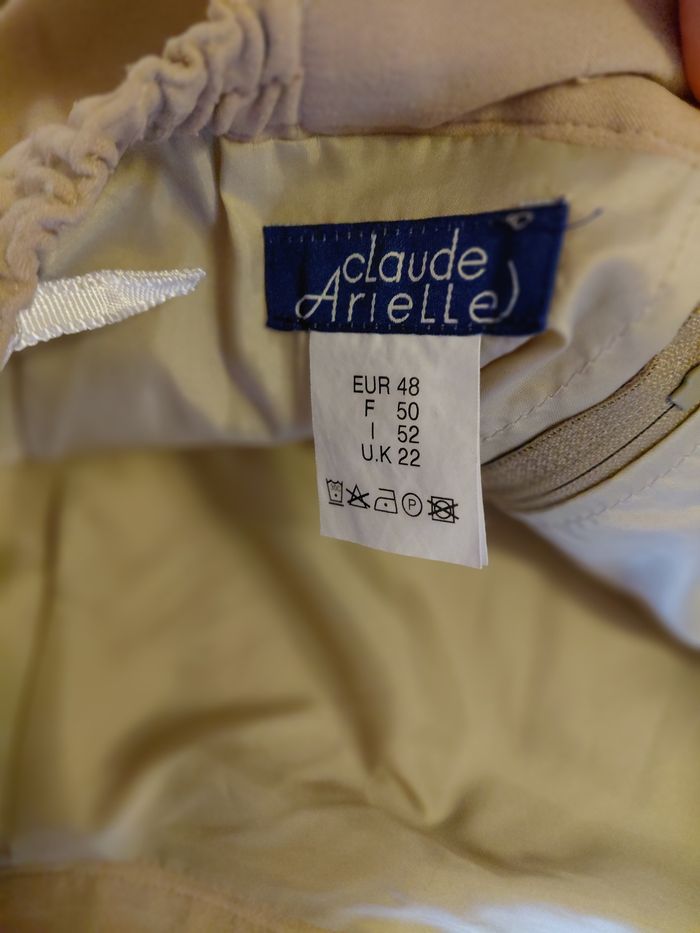 claude
Arielle
EUR 48
F 50
I 52
U.K 22
P